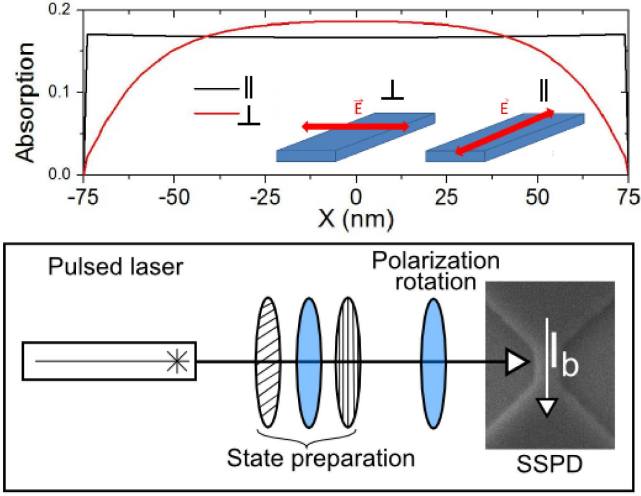 0.2
0.1
0.0
Absorption
∥
⊥
⊥
∥
E⃗
E⃗
-75 -50 -25 0 25 50 75
X (nm)
Pulsed laser
Polarization
rotation
State preparation
I_b
SSPD